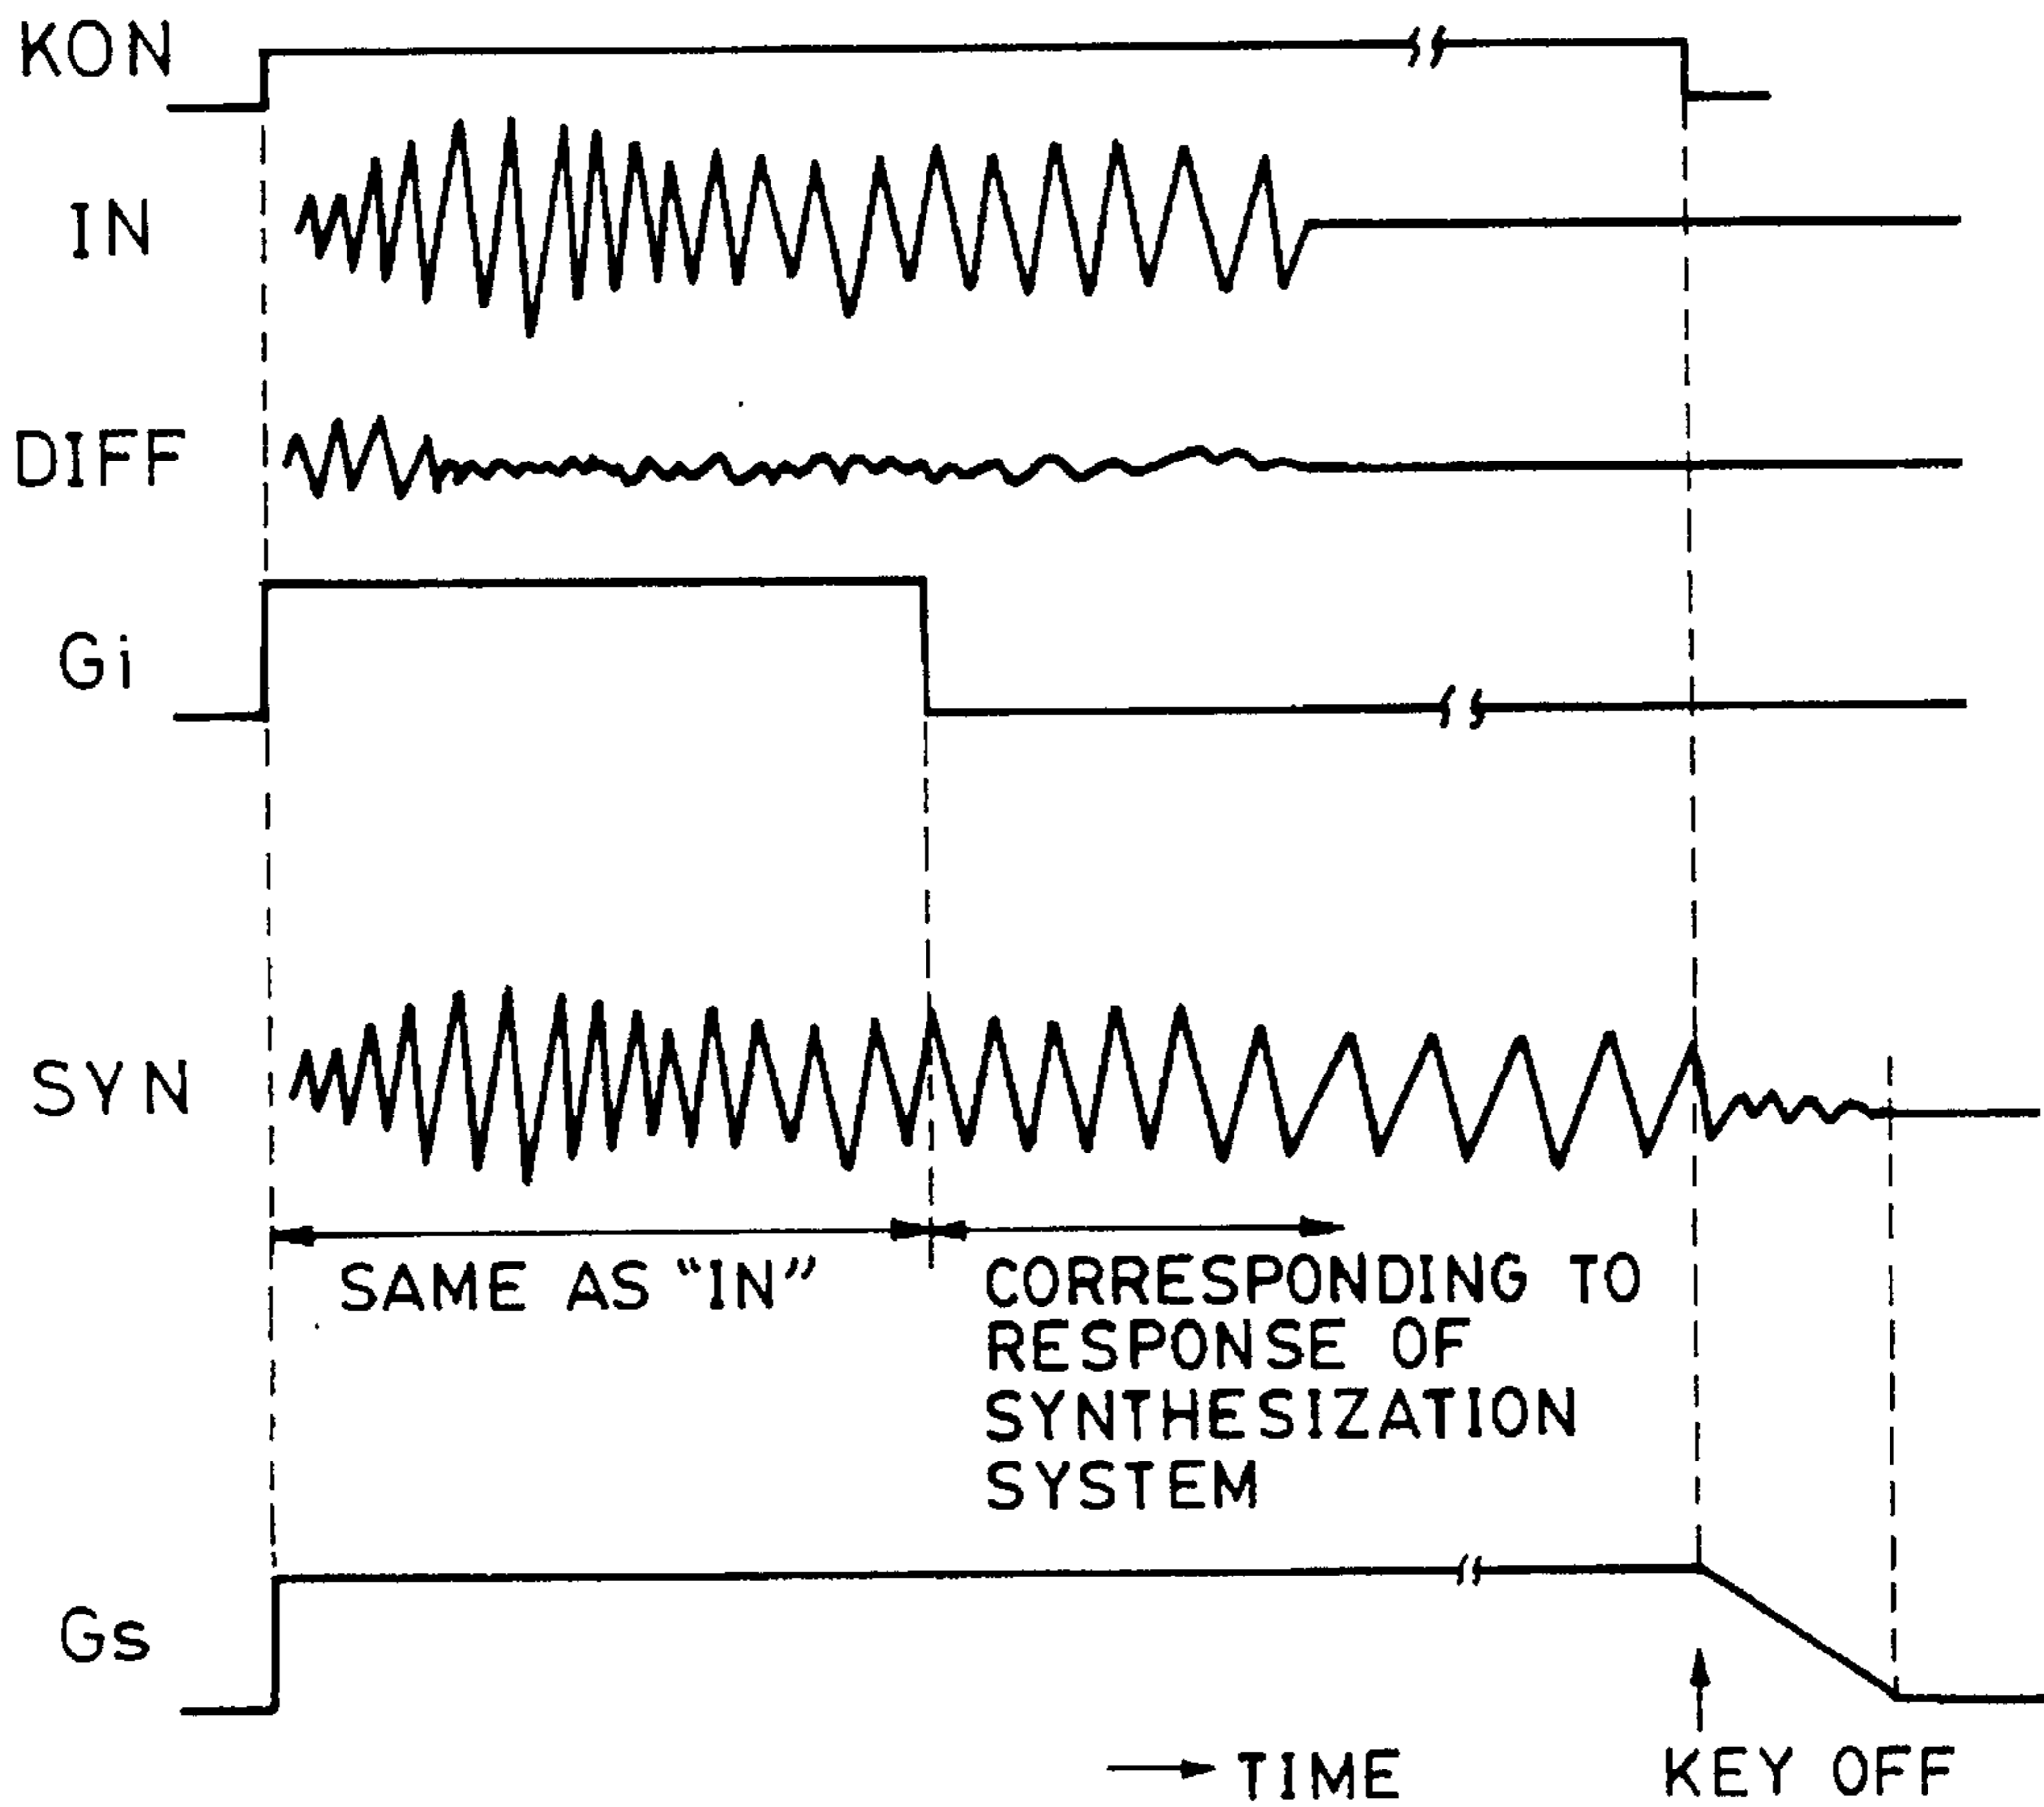 KON
IN
DIFF
Gi
SYN
SAME AS "IN"
CORRESPONDING TO
RESPONSE OF
SYNTHESIZATION
SYSTEM
Gs
TIME
KEY OFF